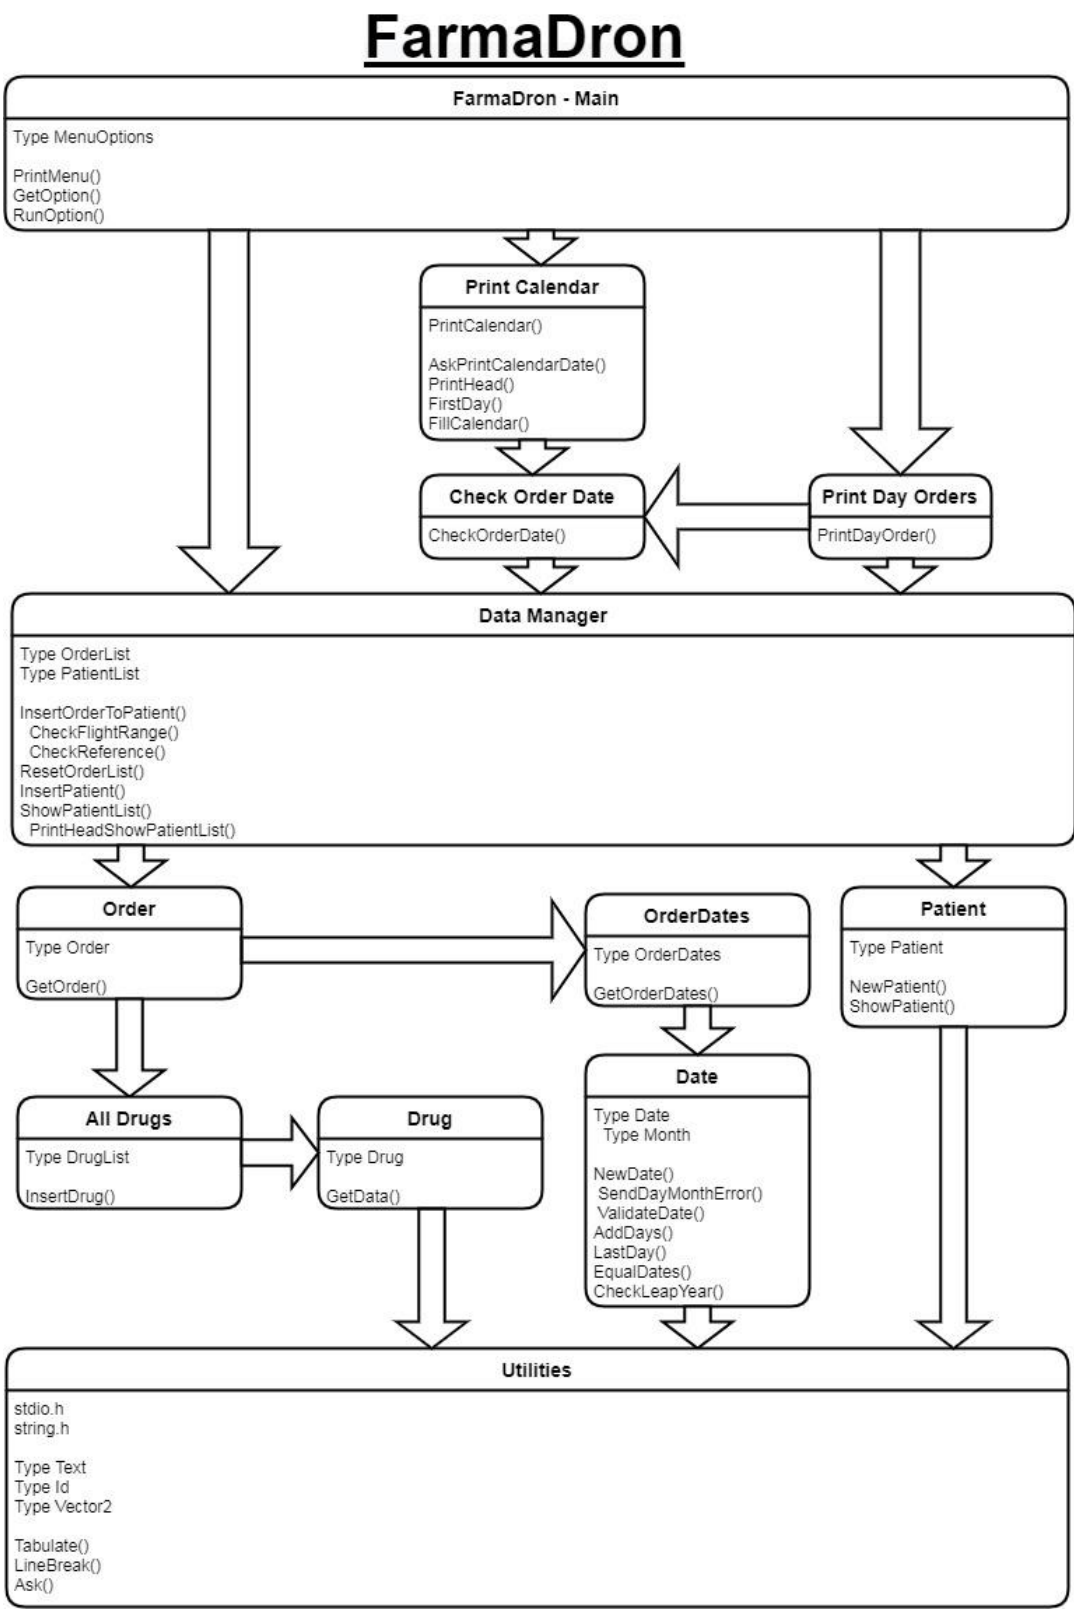 FarmaDron
FarmaDron - Main
Type MenuOptions
PrintMenu()
GetOption()
RunOption()
Print Calendar
PrintCalendar()
AskPrintCalendarDate()
PrintHead()
FirstDay()
FillCalendar()
Check Order Date
CheckOrderDate()
Print Day Orders
PrintDayOrder()
Data Manager
Type OrderList
Type PatientList
InsertOrderToPatient()
CheckFlightRange()
CheckReference()
ResetOrderList()
InsertPatient()
ShowPatientList()
PrintHeadShowPatientList()
Order
Type Order
GetOrder()
OrderDates
Type OrderDates
GetOrderDates()
Patient
Type Patient
NewPatient()
ShowPatient()
All Drugs
Type DrugList
InsertDrug()
Drug
Type Drug
GetData()
Date
Type Date
Type Month
NewDate()
SendDayMonthError()
ValidateDate()
AddDays()
LastDay()
EqualDates()
CheckLeapYear()
Utilities
stdio.h
string.h
Type Text
Type Id
Type Vector2
Tabulate()
LineBreak()
Ask()